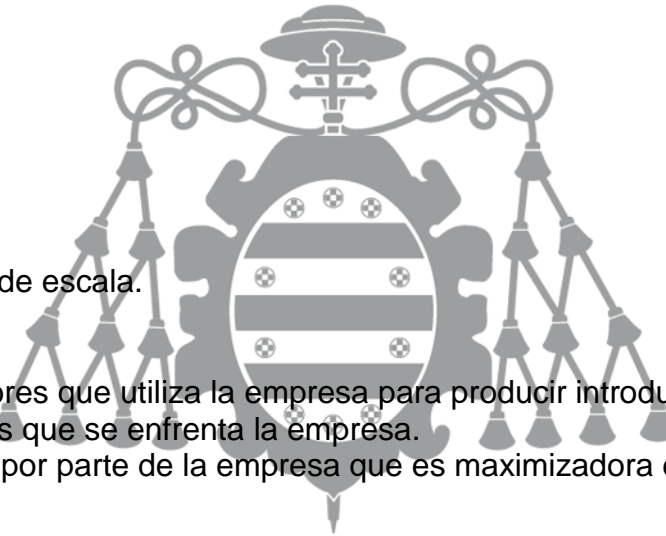 de escala.
ores que utiliza la empresa para producir introdu
s que se enfrenta la empresa.
por parte de la empresa que es maximizadora